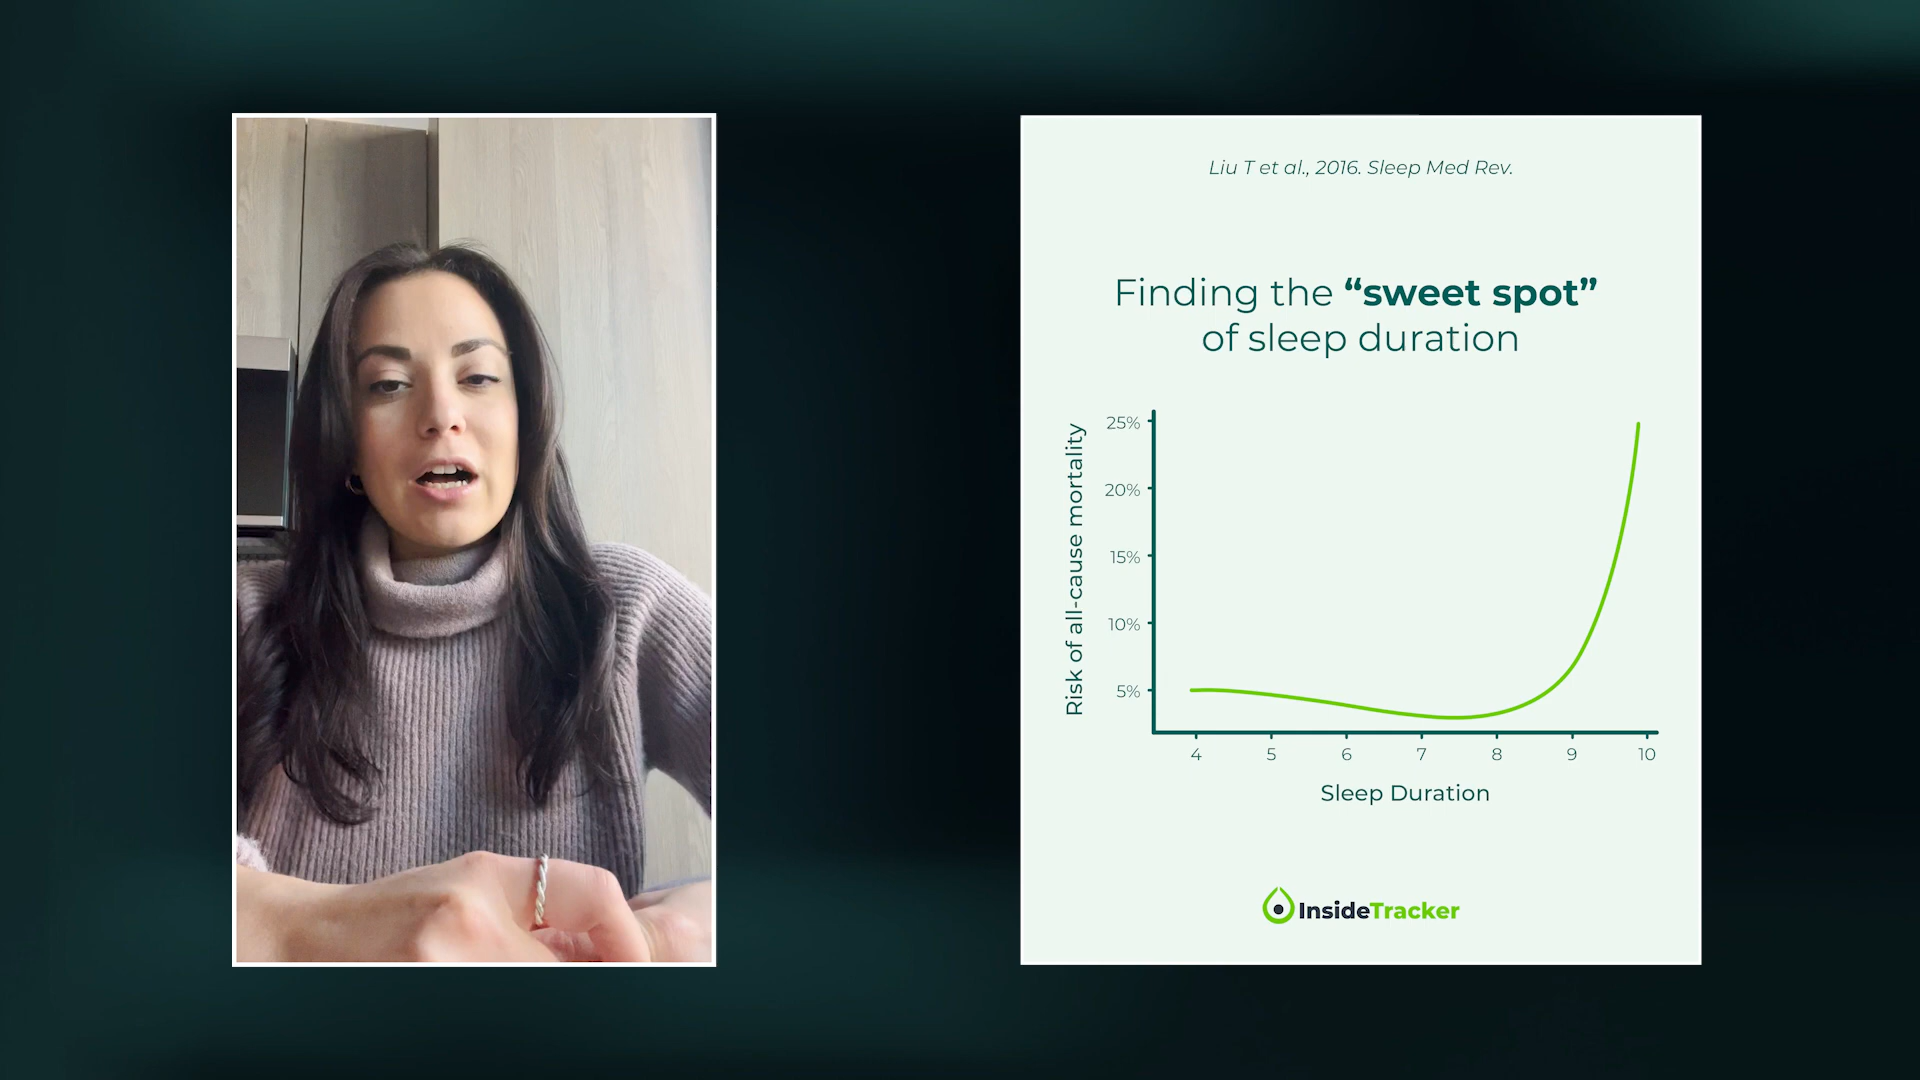 Liu T et al., 2016. Sleep Med Rev.
Finding the “sweet spot”
of sleep duration
Risk of all-cause mortality
25%
20%
15%
10%
5%
4 5 6 7 8 9 10
Sleep Duration
InsideTracker